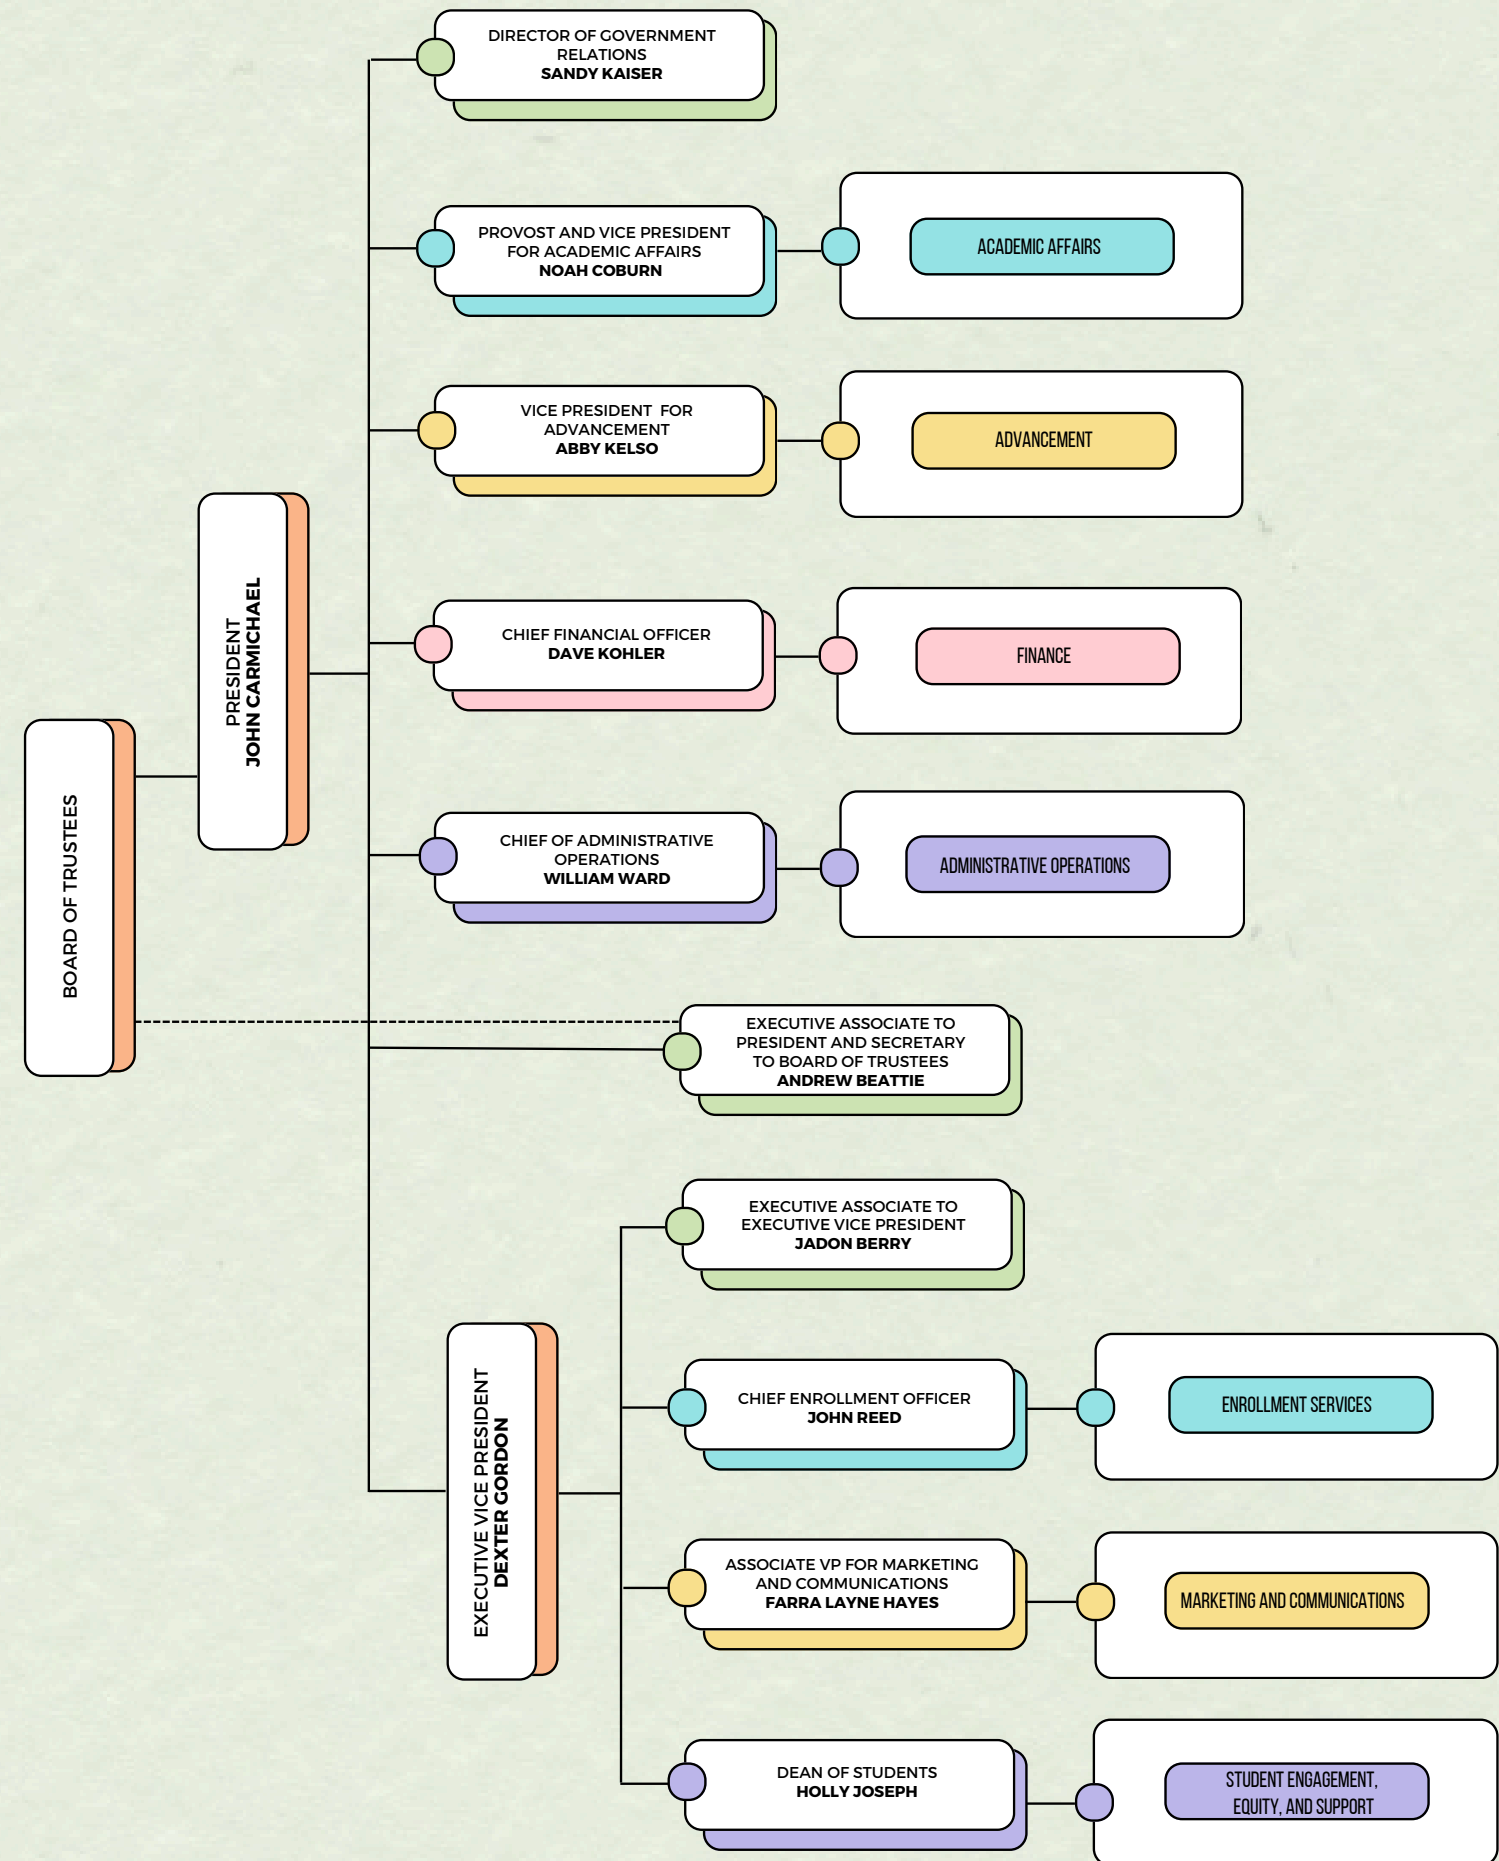 DIRECTOR OF GOVERNMENT
RELATIONS
SANDY KAISER
PROVOST AND VICE PRESIDENT
FOR ACADEMIC AFFAIRS
NOAH COBURN
ACADEMIC AFFAIRS
VICE PRESIDENT  FOR
ADVANCEMENT
ABBY KELSO
ADVANCEMENT
PRESIDENT
JOHN CARMICHAEL
CHIEF FINANCIAL OFFICER
DAVE KOHLER
FINANCE
BOARD OF TRUSTEES
CHIEF OF ADMINISTRATIVE
OPERATIONS
WILLIAM WARD
ADMINISTRATIVE OPERATIONS
EXECUTIVE ASSOCIATE TO
PRESIDENT AND SECRETARY
TO BOARD OF TRUSTEES
ANDREW BEATTIE
EXECUTIVE ASSOCIATE TO
EXECUTIVE VICE PRESIDENT
JADON BERRY
EXECUTIVE VICE PRESIDENT
DEXTER GORDON
CHIEF ENROLLMENT OFFICER
JOHN REED
ENROLLMENT SERVICES
ASSOCIATE VP FOR MARKETING
AND COMMUNICATIONS
FARRA LAYNE HAYES
MARKETING AND COMMUNICATIONS
DEAN OF STUDENTS
HOLLY JOSEPH
STUDENT ENGAGEMENT,
EQUITY, AND SUPPORT